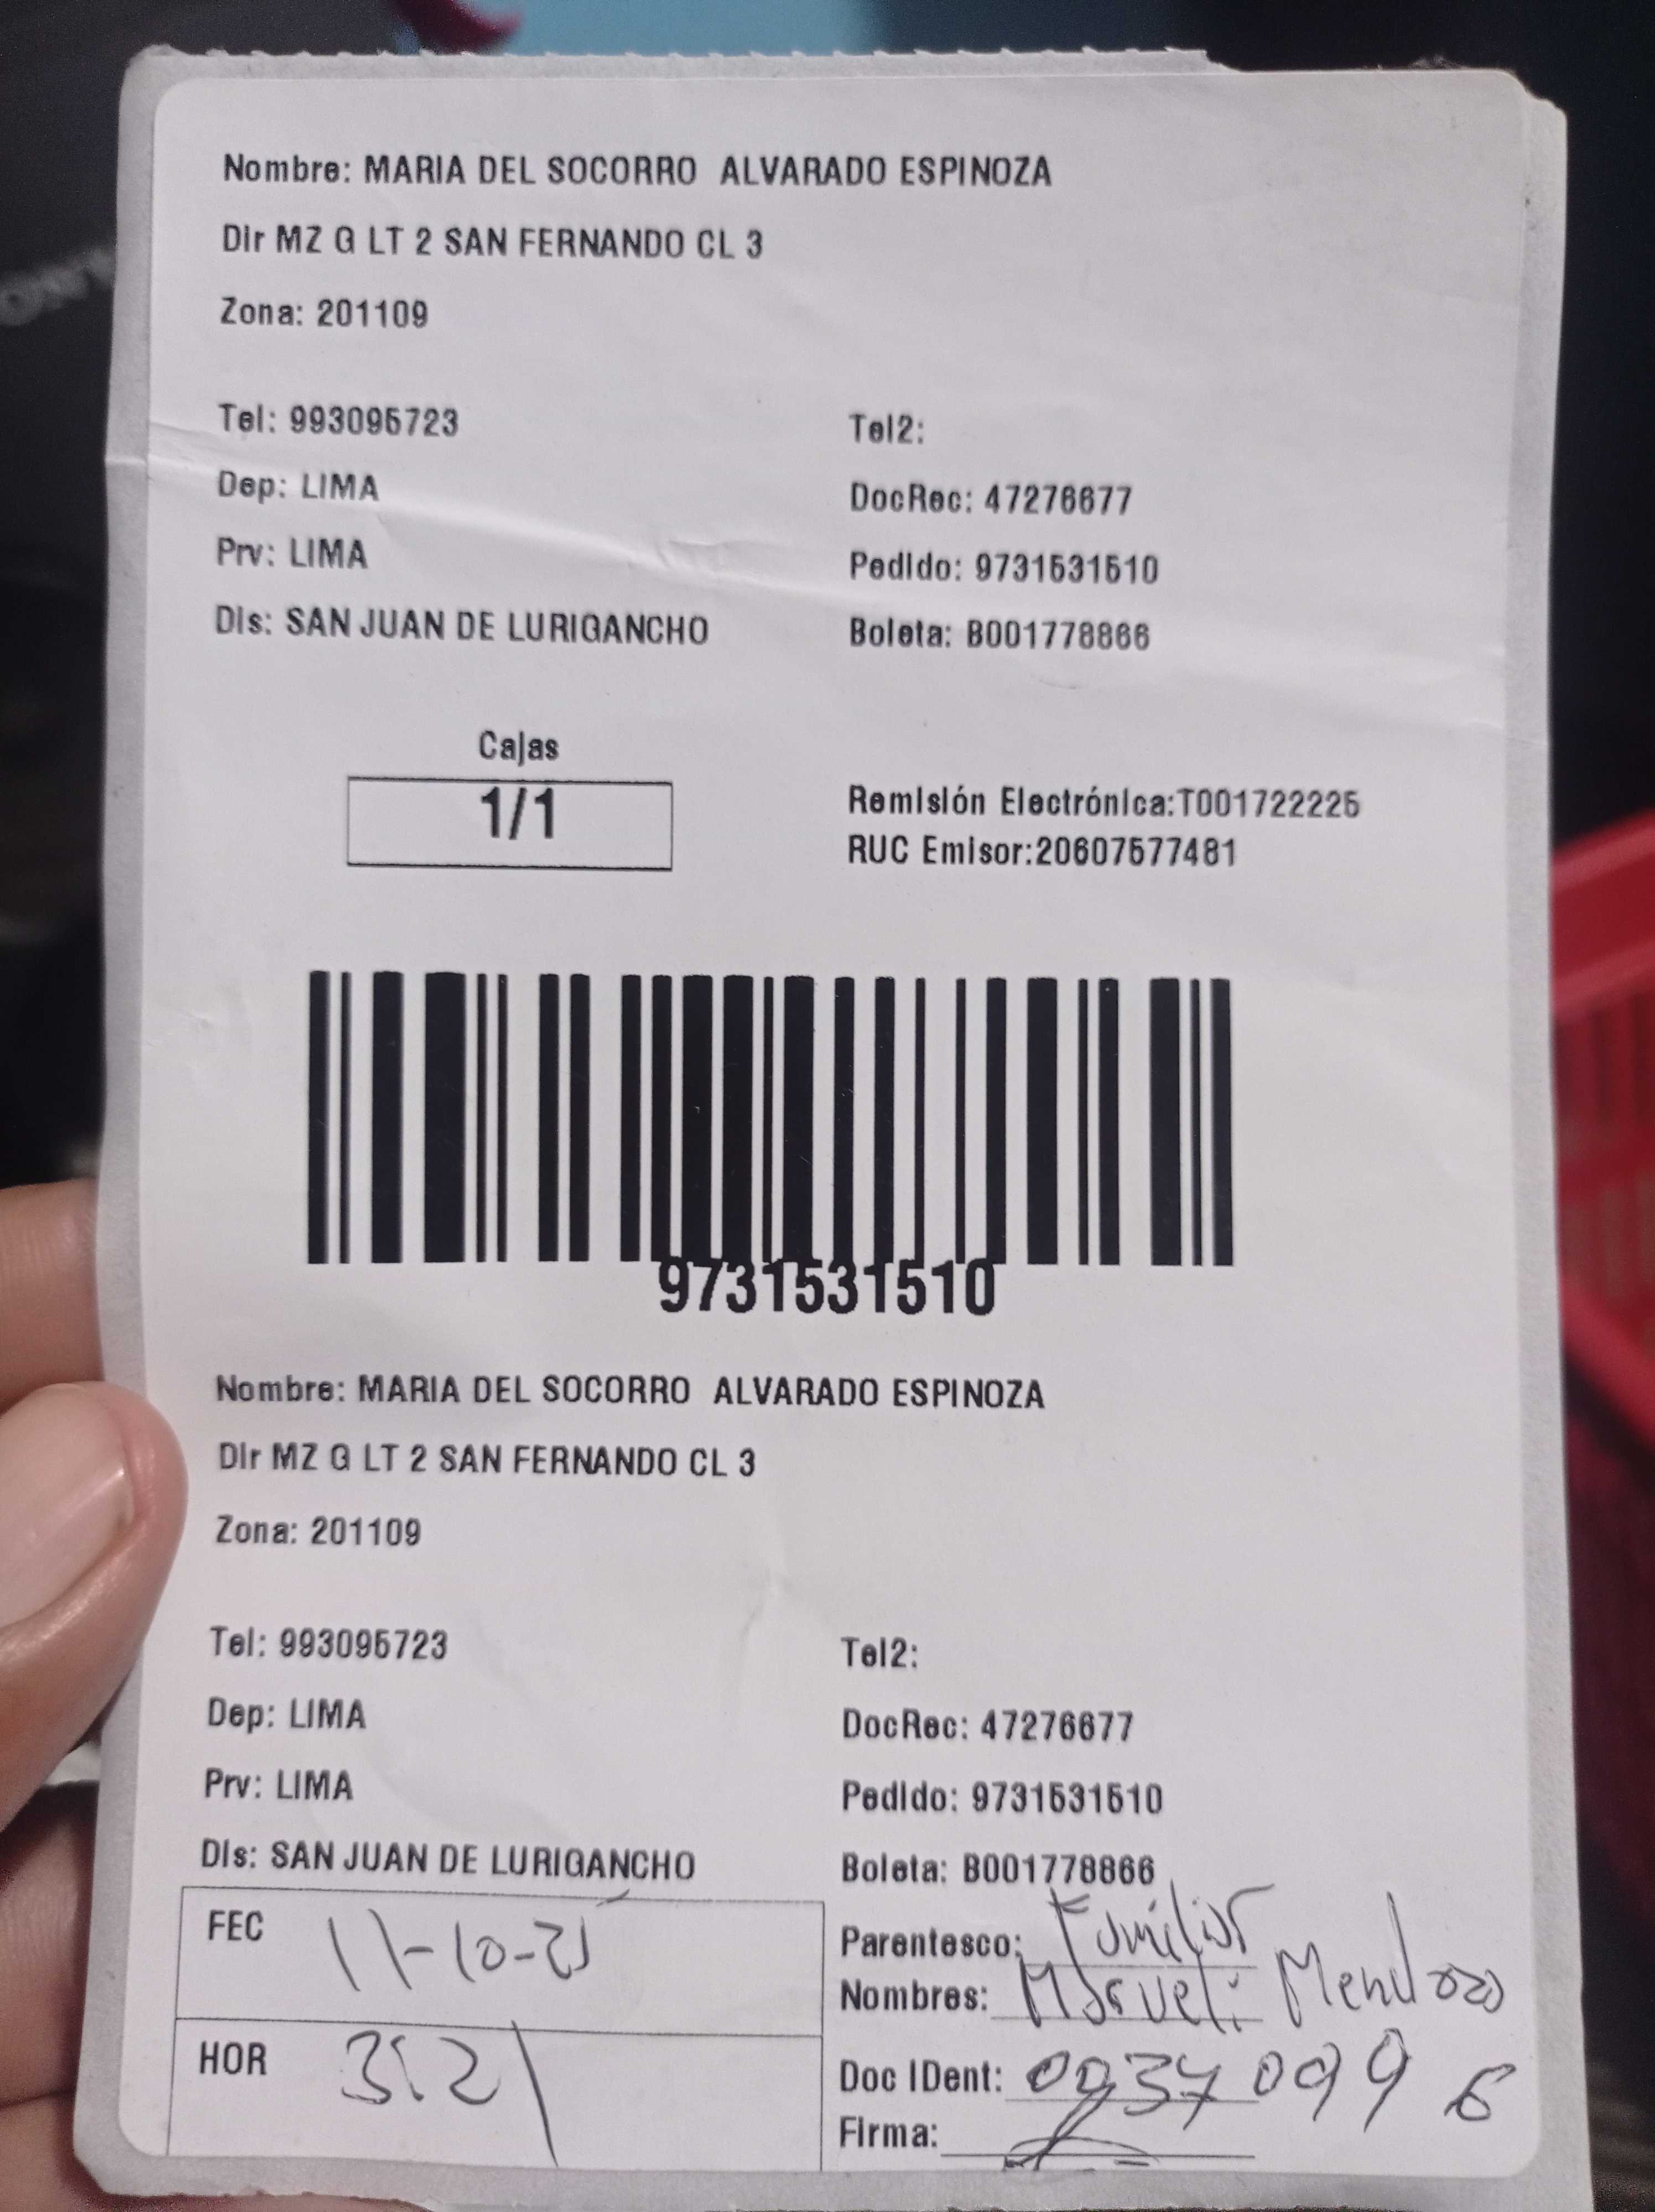 Nombre: MARIA DEL SOCORRO ALVARADO ESPINOZA
Dir MZ G LT 2 SAN FERNANDO CL 3
Zona: 201109
Tel: 993095723 Tel2:
Dep: LIMA DocRec: 47276677
Prv: LIMA Pedido: 9731531510
Dis: SAN JUAN DE LURIGANCHO Boleta: B001778866
Cajas
1/1
Remisión Electrónica:T001722225
RUC Emisor:20607577481
9731531510
Nombre: MARIA DEL SOCORRO ALVARADO ESPINOZA
Dir MZ G LT 2 SAN FERNANDO CL 3
Zona: 201109
Tel: 993095723 Tel2:
Dep: LIMA DocRec: 47276677
Prv: LIMA Pedido: 9731531510
Dis: SAN JUAN DE LURIGANCHO Boleta: B001778866
FEC 11-10-25
Parentesco: Familiar
Nombres: Mendoza
HOR 3:21
Doc IDent:
Firma: